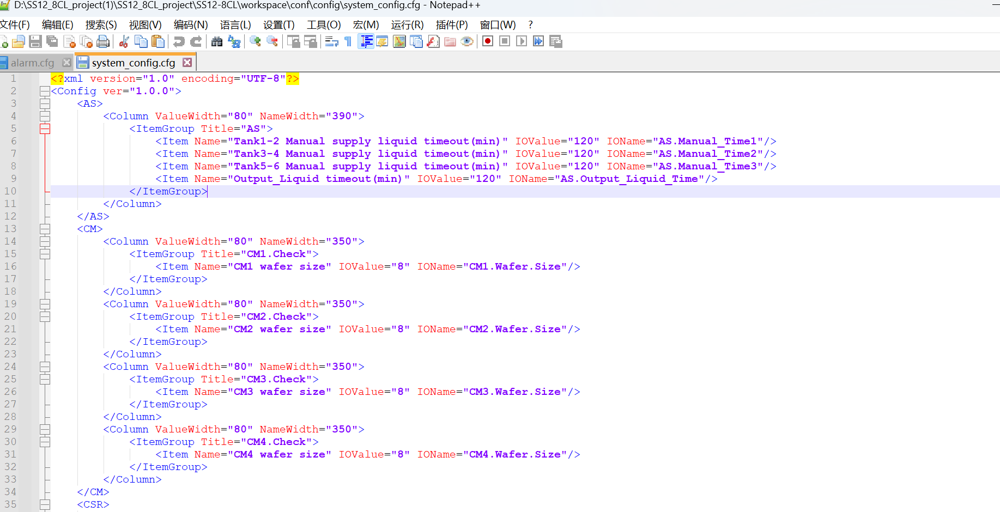 D:\SS12_8CL_project(1)\SS12_8CL_project\SS12-8CL\workspace\conf\config\system_config.cfg - Notepad++
文件(F) 编辑(E) 搜索(S) 视图(V) 编码(N) 语言(L) 设置(T) 工具(O) 宏(M) 运行(R) 插件(P) 窗口(W) ?
alarm.cfg system_config.cfg
1 <?xml version="1.0" encoding="UTF-8"?>
2 <Config ver="1.0.0">
3 <AS>
4 <Column ValueWidth="80" NameWidth="390">
5 <ItemGroup Title="AS">
6 <Item Name="Tank1-2 Manual supply liquid timeout(min)" IOValue="120" IOName="AS.Manual_Time1"/>
7 <Item Name="Tank3-4 Manual supply liquid timeout(min)" IOValue="120" IOName="AS.Manual_Time2"/>
8 <Item Name="Tank5-6 Manual supply liquid timeout(min)" IOValue="120" IOName="AS.Manual_Time3"/>
9 <Item Name="Output_Liquid timeout(min)" IOValue="120" IOName="AS.Output_Liquid_Time"/>
10 </ItemGroup>
11 </Column>
12 </AS>
13 <CM>
14 <Column ValueWidth="80" NameWidth="350">
15 <ItemGroup Title="CM1.Check">
16 <Item Name="CM1 wafer size" IOValue="8" IOName="CM1.Wafer.Size"/>
17 </ItemGroup>
18 </Column>
19 <Column ValueWidth="80" NameWidth="350">
20 <ItemGroup Title="CM2.Check">
21 <Item Name="CM2 wafer size" IOValue="8" IOName="CM2.Wafer.Size"/>
22 </ItemGroup>
23 </Column>
24 <Column ValueWidth="80" NameWidth="350">
25 <ItemGroup Title="CM3.Check">
26 <Item Name="CM3 wafer size" IOValue="8" IOName="CM3.Wafer.Size"/>
27 </ItemGroup>
28 </Column>
29 <Column ValueWidth="80" NameWidth="350">
30 <ItemGroup Title="CM4.Check">
31 <Item Name="CM4 wafer size" IOValue="8" IOName="CM4.Wafer.Size"/>
32 </ItemGroup>
33 </Column>
34 </CM>
35 <CSR>